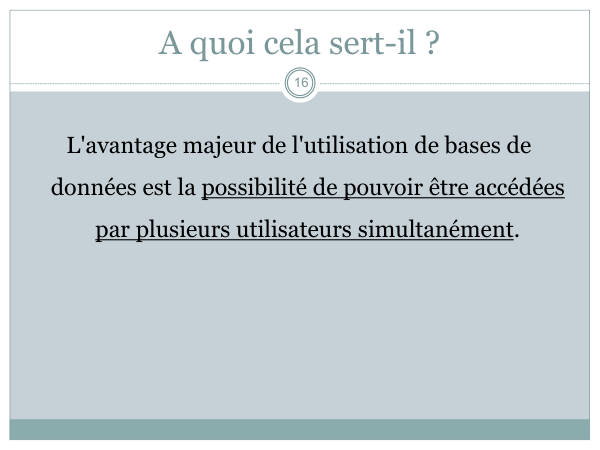 A quoi cela sert-il ?
16
L'avantage majeur de l'utilisation de bases de
données est la possibilité de pouvoir être accédées
par plusieurs utilisateurs simultanément.